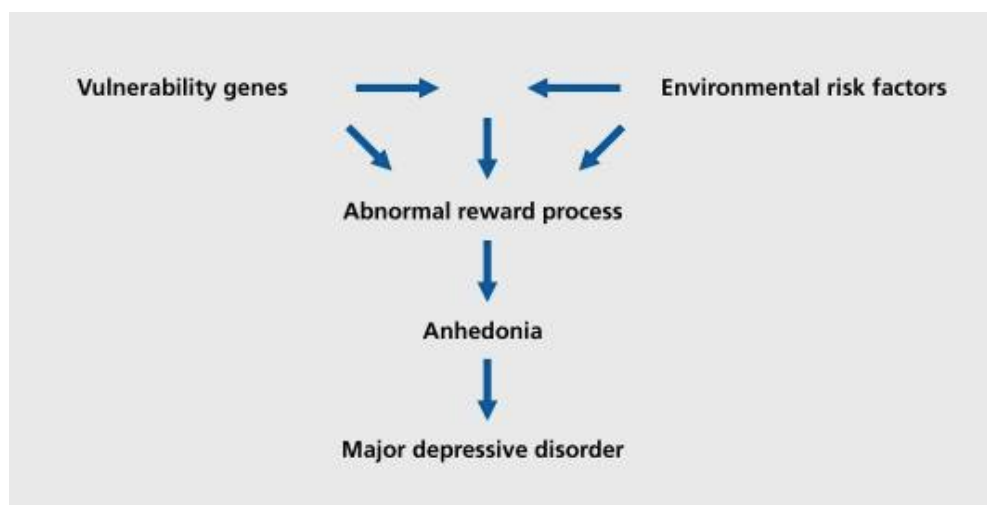 Vulnerability genes
Environmental risk factors
Abnormal reward process
Anhedonia
Major depressive disorder